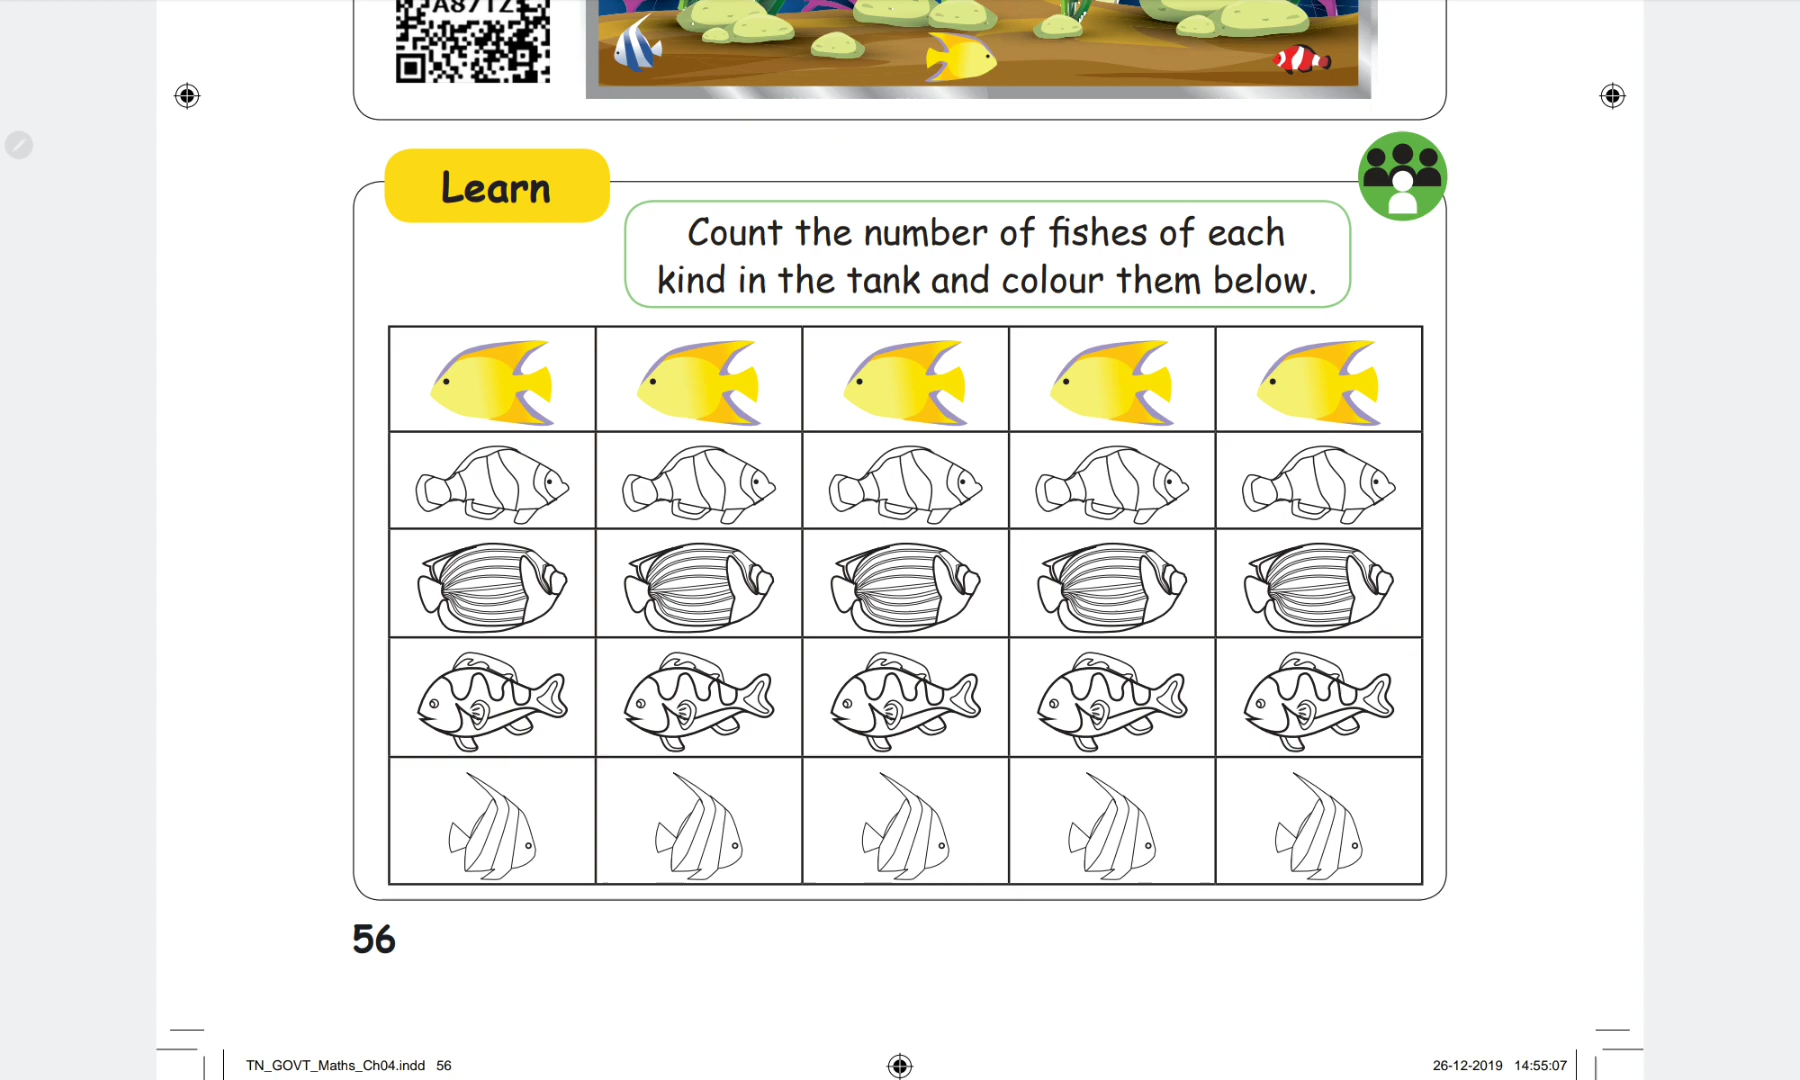 Learn
Count the number of fishes of each
kind in the tank and colour them below.
56
TN_GOVT_Maths_Ch04.indd 56
26-12-2019 14:55:07